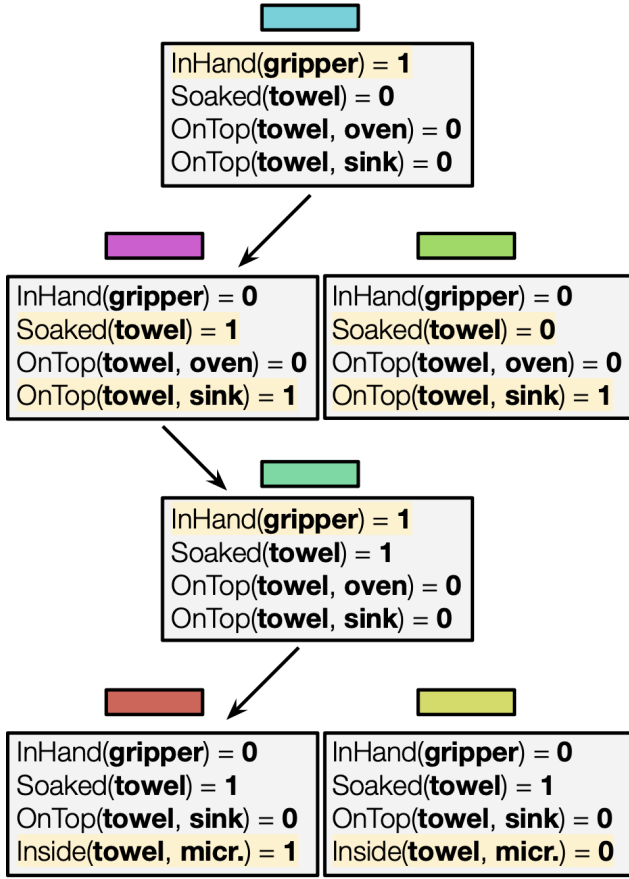 InHand(gripper) = 1
Soaked(towel) = 0
OnTop(towel, oven) = 0
OnTop(towel, sink) = 0
InHand(gripper) = 0
Soaked(towel) = 1
OnTop(towel, oven) = 0
OnTop(towel, sink) = 1
InHand(gripper) = 0
Soaked(towel) = 0
OnTop(towel, oven) = 0
OnTop(towel, sink) = 1
InHand(gripper) = 1
Soaked(towel) = 1
OnTop(towel, oven) = 0
OnTop(towel, sink) = 0
InHand(gripper) = 0
Soaked(towel) = 1
OnTop(towel, sink) = 0
Inside(towel, micr.) = 1
InHand(gripper) = 0
Soaked(towel) = 1
OnTop(towel, sink) = 0
Inside(towel, micr.) = 0